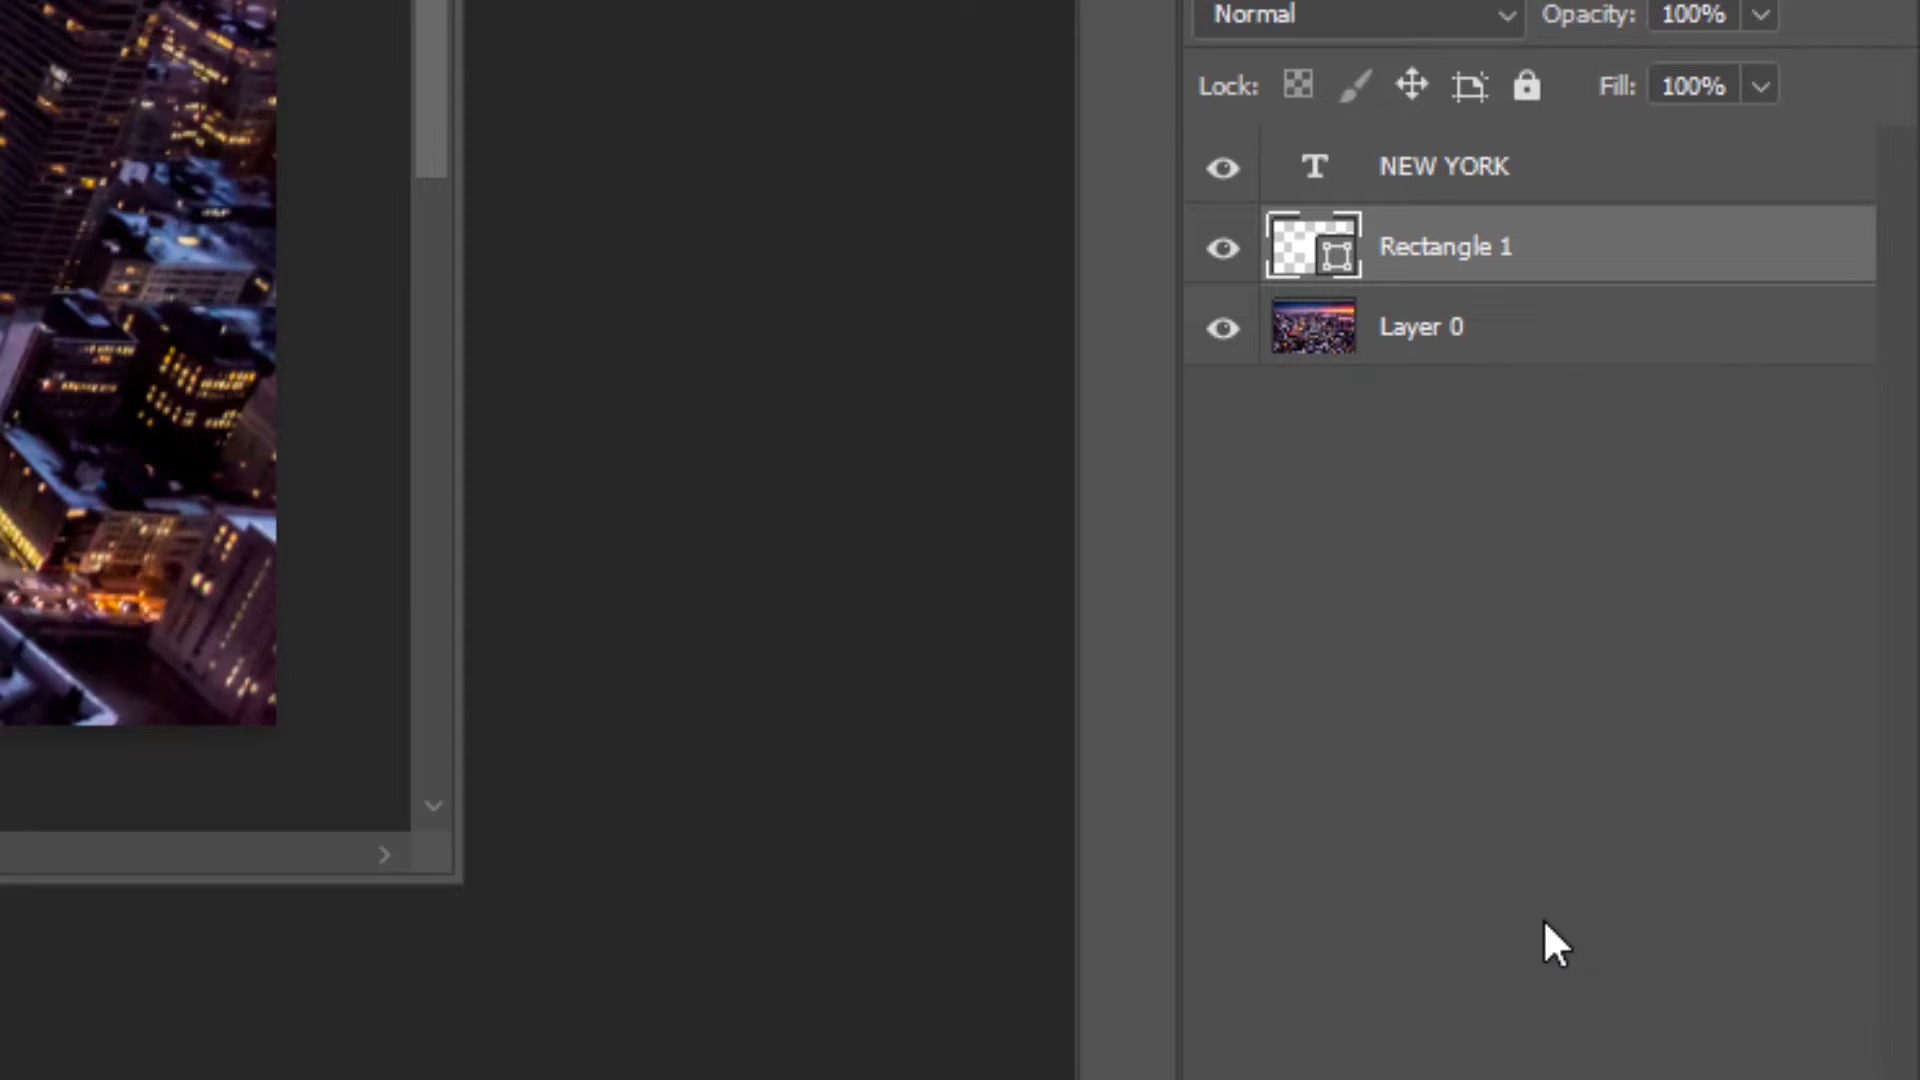 Normal Opacity: 100%
Lock: Fill: 100%
T NEW YORK
Rectangle 1
Layer 0